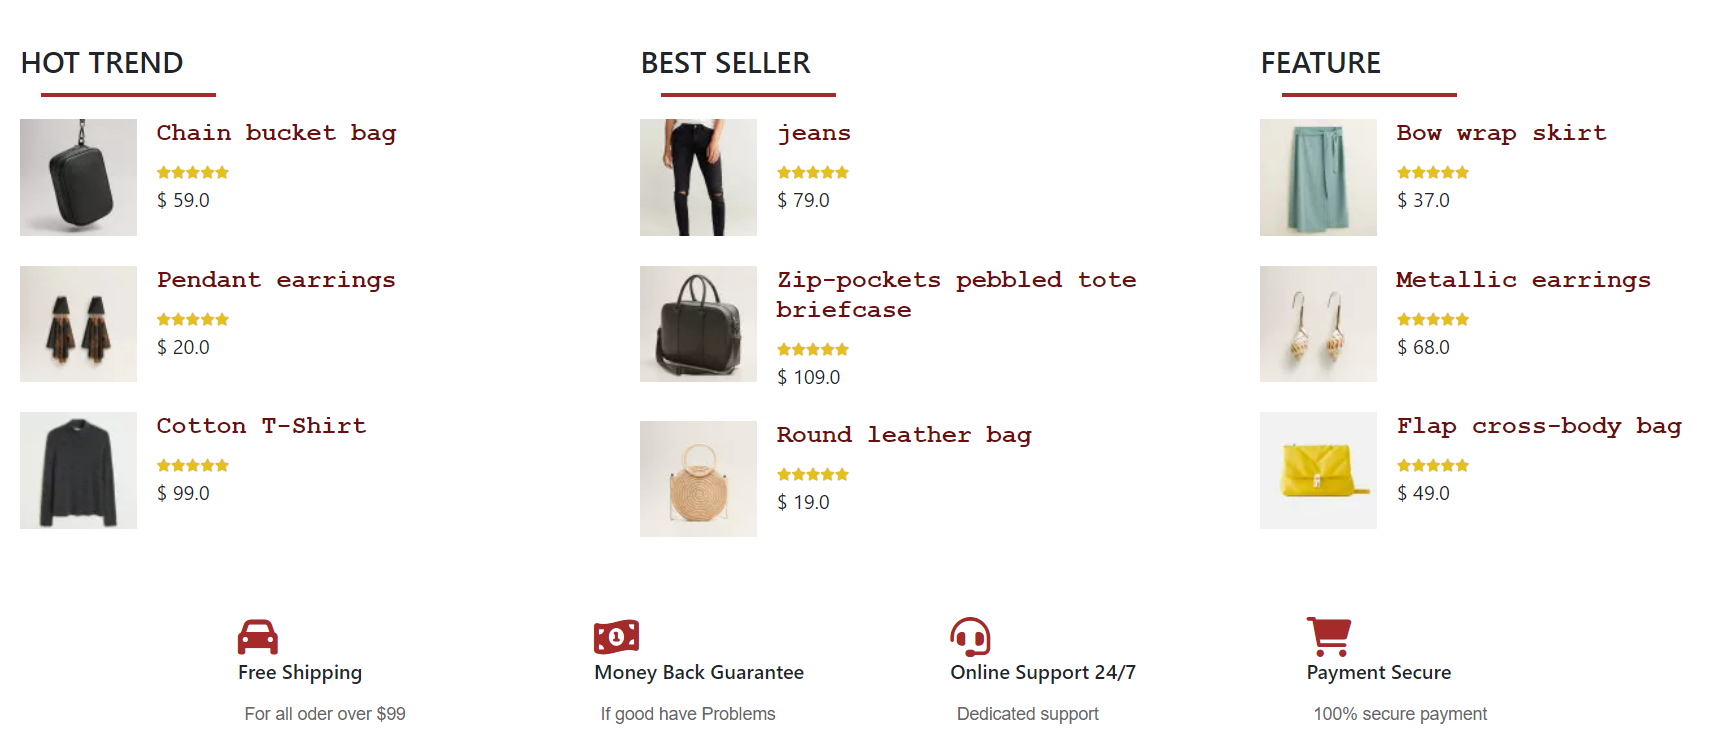 HOT TREND
Chain bucket bag
$ 59.0
Pendant earrings
$ 20.0
Cotton T-Shirt
$ 99.0
BEST SELLER
jeans
$ 79.0
Zip-pockets pebbled tote
briefcase
$ 109.0
Round leather bag
$ 19.0
FEATURE
Bow wrap skirt
$ 37.0
Metallic earrings
$ 68.0
Flap cross-body bag
$ 49.0
1
Free Shipping
For all oder over $99
Money Back Guarantee
If good have Problems
Online Support 24/7
Dedicated support
Payment Secure
100% secure payment